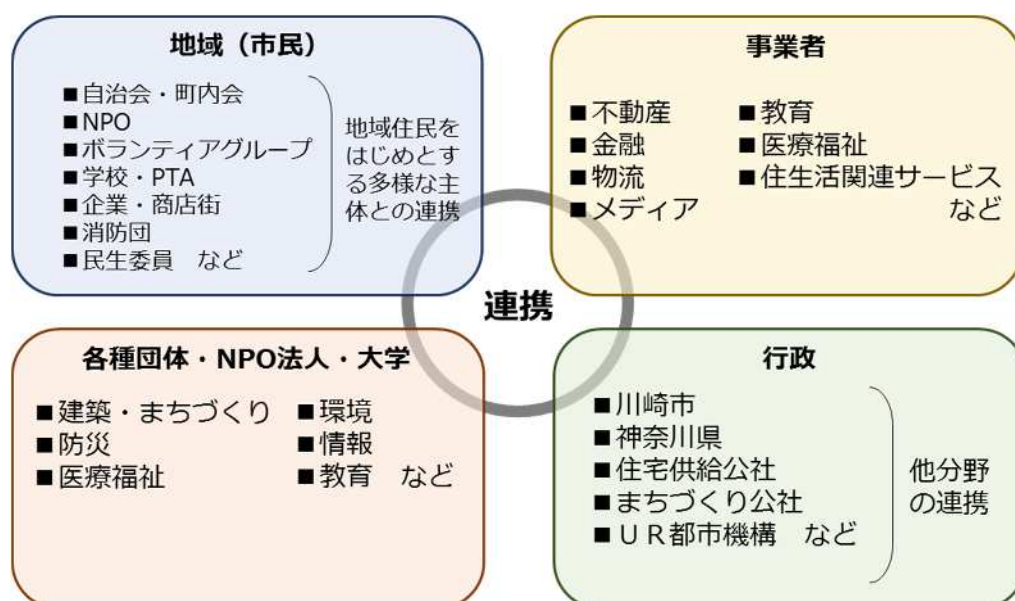 地域（市民）
■自治会・町内会
■NPO
■ボランティアグループ
■学校・PTA
■企業・商店街
■消防団
■民生委員　など
地域住民を
はじめとす
る多様な主
体との連携
事業者
■不動産
■金融
■物流
■メディア
■教育
■医療福祉
■住生活関連サービス
など
連携
各種団体・NPO法人・大学
■建築・まちづくり
■防災
■医療福祉
■環境
■情報
■教育　など
行政
■川崎市
■神奈川県
■住宅供給公社
■まちづくり公社
■ＵＲ都市機構　など
他分野
の連携